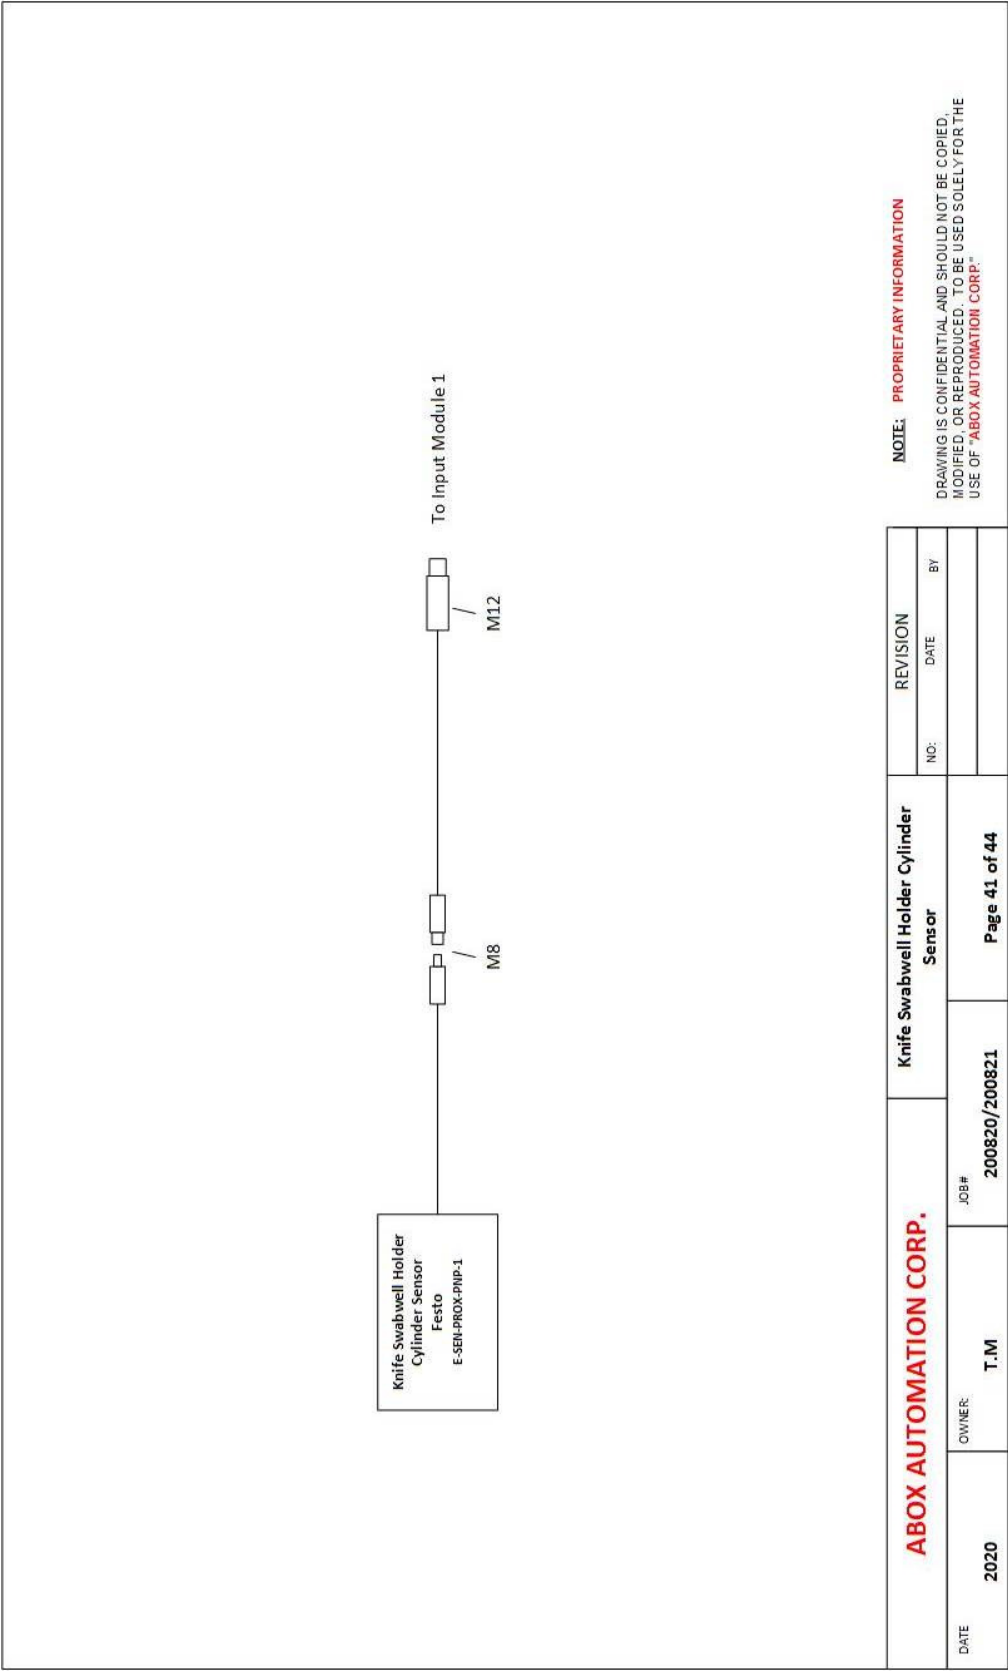 Knife Swabwell Holder
Cylinder Sensor
Festo
E-SEN-PROX-PNP-1
M8
M12
To Input Module 1
ABOX AUTOMATION CORP.
Knife Swabwell Holder Cylinder
Sensor
REVISION
NO:
DATE
BY
DATE
2020
OWNER:
T.M
JOB#
200820/200821
Page 41 of 44
NOTE: PROPRIETARY INFORMATION
DRAWING IS CONFIDENTIAL AND SHOULD NOT BE COPIED,
MODIFIED, OR REPRODUCED. TO BE USED SOLELY FOR THE
USE OF "ABOX AUTOMATION CORP."